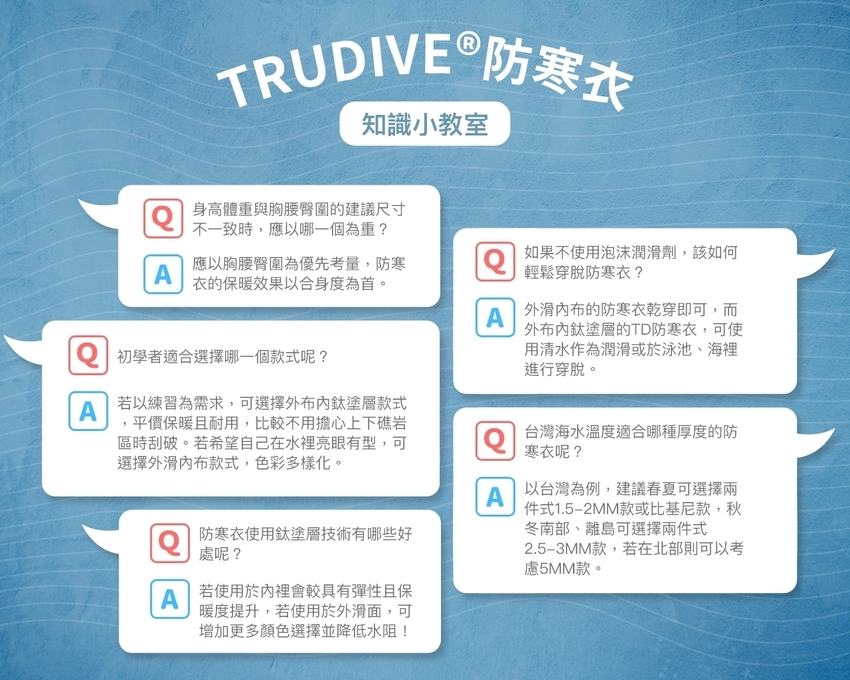 TRUDIVE®防寒衣
知識小教室
Q
身高體重與胸腰臀圍的建議尺寸
不一致時，應以哪一個為重？
A
應以胸腰臀圍為優先考量，防寒
衣的保暖效果以合身度為首。
Q
如果不使用泡沫潤滑劑，該如何
輕鬆穿脫防寒衣？
A
外滑內布的防寒衣乾穿即可，而
外布內鈦塗層的TD防寒衣，可使
用清水作為潤滑或於泳池、海裡
進行穿脫。
Q
初學者適合選擇哪一個款式呢？
A
若以練習為需求，可選擇外布內鈦塗層款式
，平價保暖且耐用，比較不用擔心上下礁岩
區時刮破。若希望自己在水裡亮眼有型，可
選擇外滑內布款式，色彩多樣化。
Q
台灣海水溫度適合哪種厚度的防
寒衣呢？
A
以台灣為例，建議春夏可選擇兩
件式1.5-2MM款或比基尼款，秋
冬南部、離島可選擇兩件式
2.5-3MM款，若在北部則可以考
慮5MM款。
Q
防寒衣使用鈦塗層技術有哪些好
處呢？
A
若使用於內裡會較具有彈性且保
暖度提升，若使用於外滑面，可
增加更多顏色選擇並降低水阻！